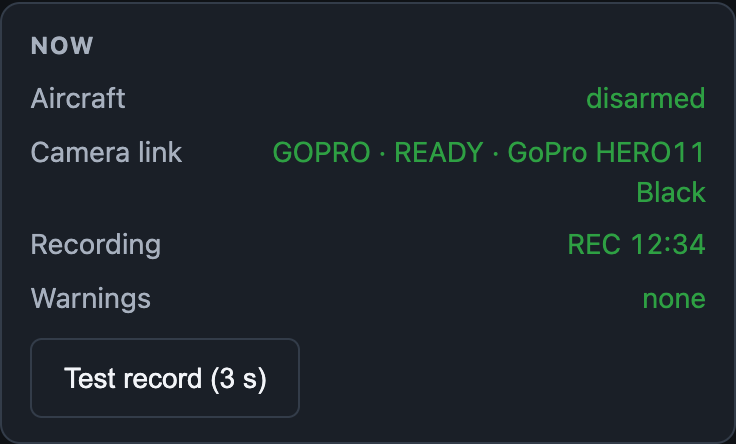 NOW
Aircraft disarmed
Camera link GOPRO · READY · GoPro HERO11
Black
Recording REC 12:34
Warnings none
Test record (3 s)